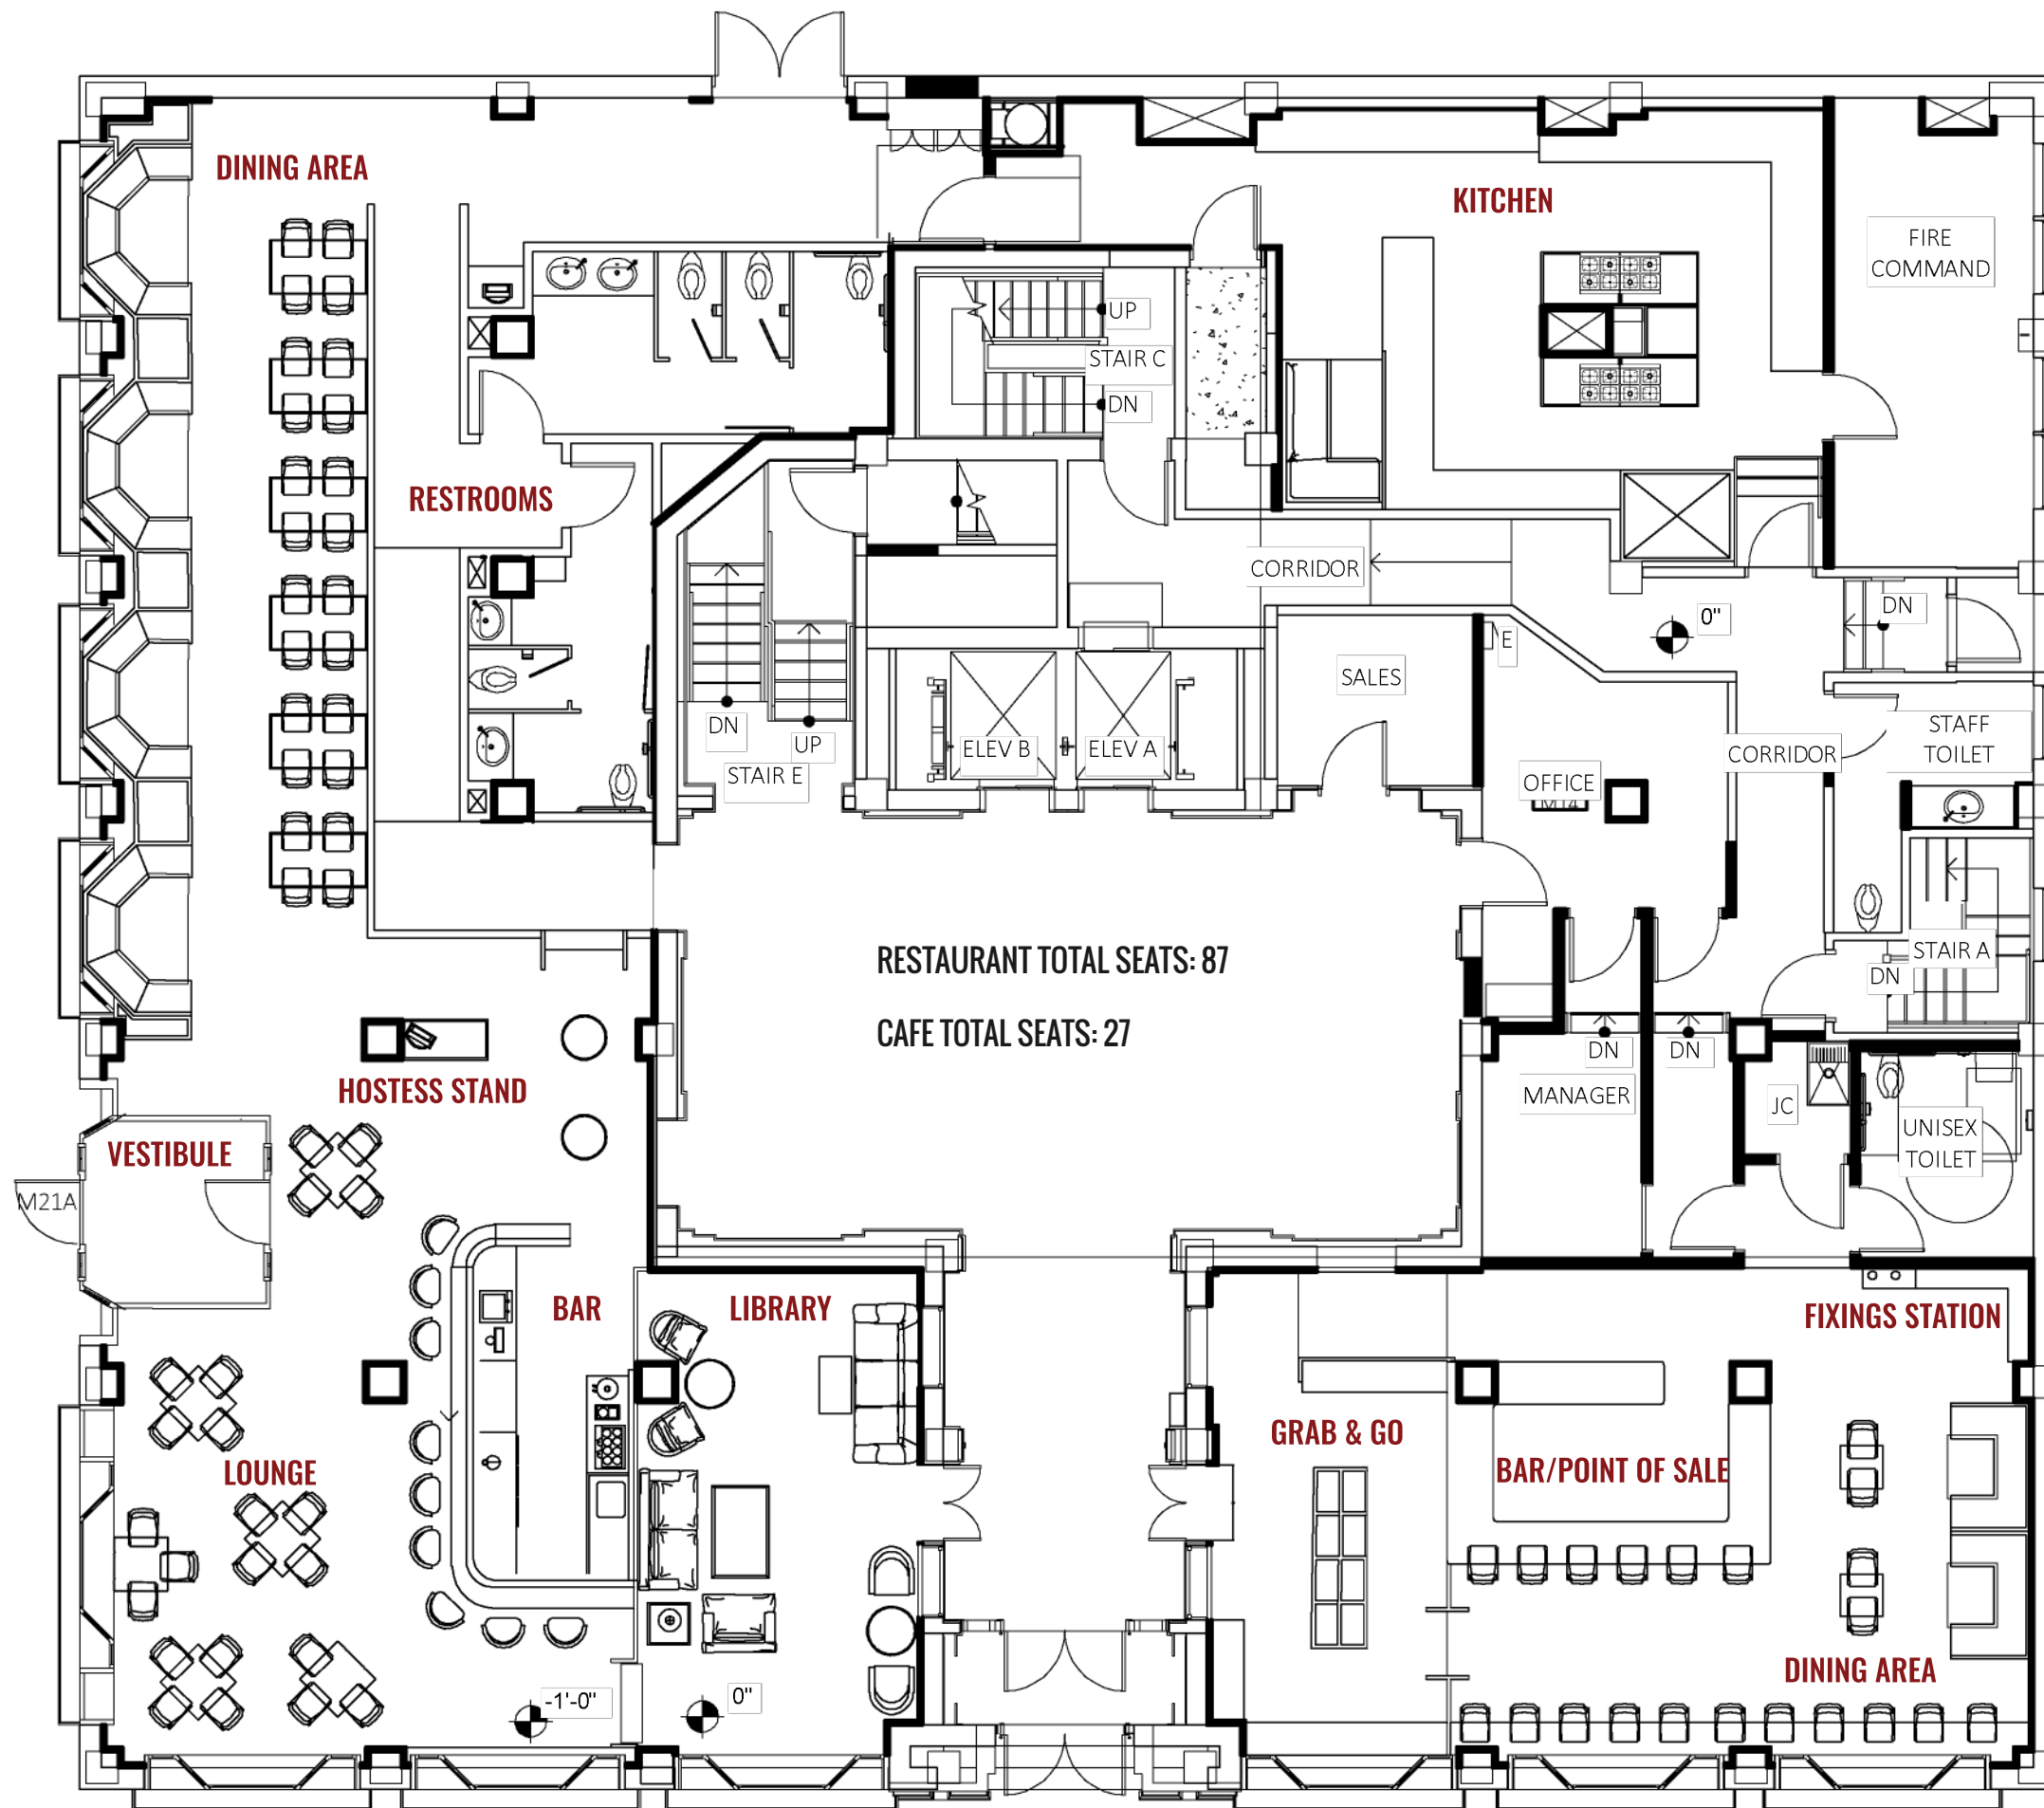 DINING AREA
KITCHEN
FIRE
COMMAND
UP
STAIR C
DN
RESTROOMS
CORRIDOR
DN
0"
E
SALES
DN
UP
STAIR E
ELEV B
ELEV A
CORRIDOR
STAFF
TOILET
OFFICE
RESTAURANT TOTAL SEATS: 87
STAIR A
DN
CAFE TOTAL SEATS: 27
HOSTESS STAND
DN
DN
MANAGER
JC
UNISEX
TOILET
VESTIBULE
M21A
BAR
LIBRARY
FIXINGS STATION
GRAB & GO
LOUNGE
BAR/POINT OF SALE
DINING AREA
-1'-0"
0"